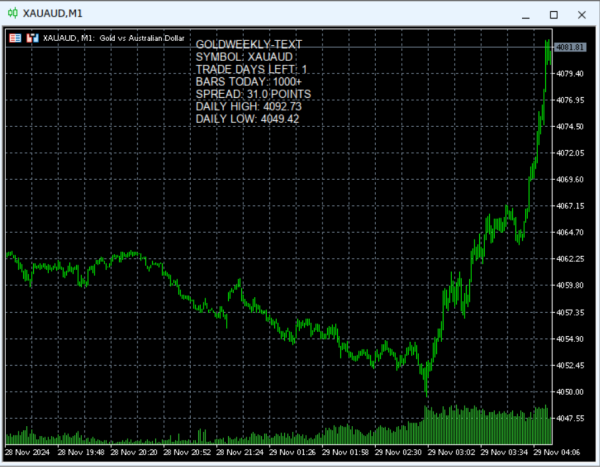 XAUAUD,M1
XAUAUD, M1: Gold vs Australian Dollar
GOLDWEEKLY-TEXT
SYMBOL: XAUAUD
TRADE DAYS LEFT: 1
BARS TODAY: 1000+
SPREAD: 31.0 POINTS
DAILY HIGH: 4092.73
DAILY LOW: 4049.42
4081.81
4079.40
4076.95
4074.50
4072.05
4069.60
4067.15
4064.70
4062.25
4059.80
4057.35
4054.90
4052.45
4050.00
4047.55
28 Nov 2024
28 Nov 19:48
28 Nov 20:20
28 Nov 20:52
28 Nov 21:24
29 Nov 01:26
29 Nov 01:58
29 Nov 02:30
29 Nov 03:02
29 Nov 03:34
29 Nov 04:06